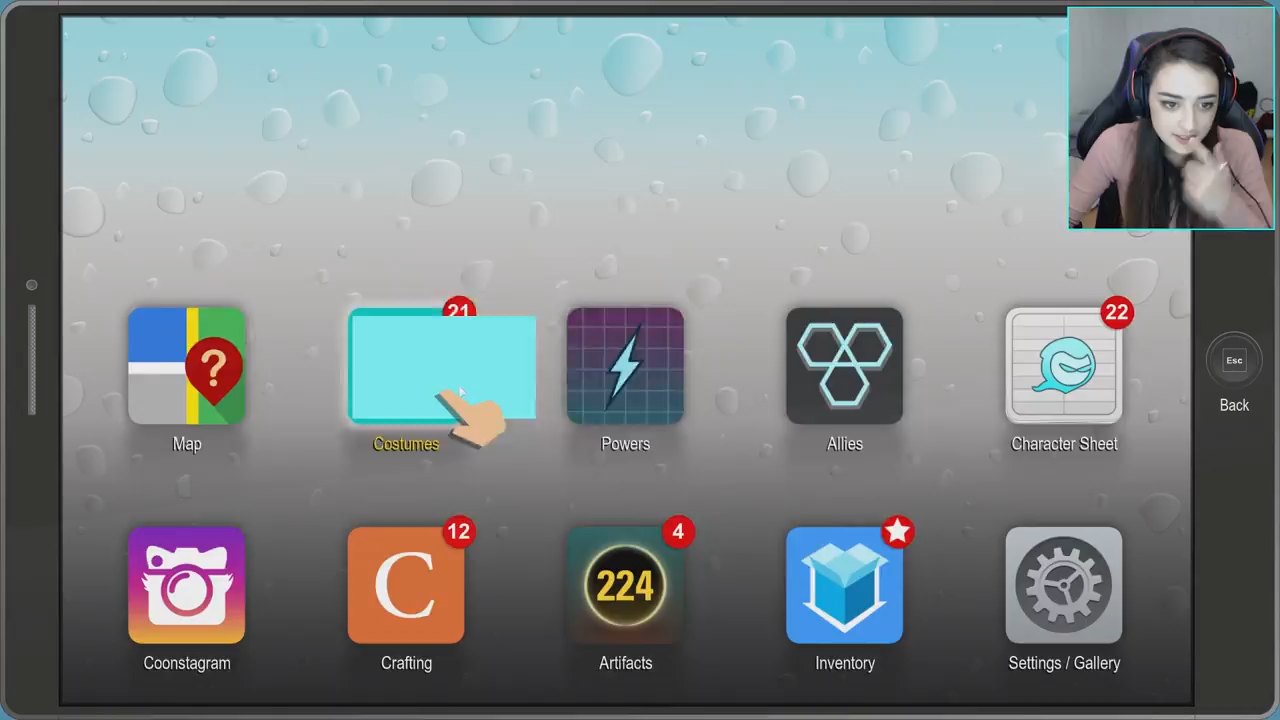 21
22
?
Map
Costumes
Powers
Allies
Character Sheet
Esc
Back
12
4
C
224
Coonstagram
Crafting
Artifacts
Inventory
Settings / Gallery